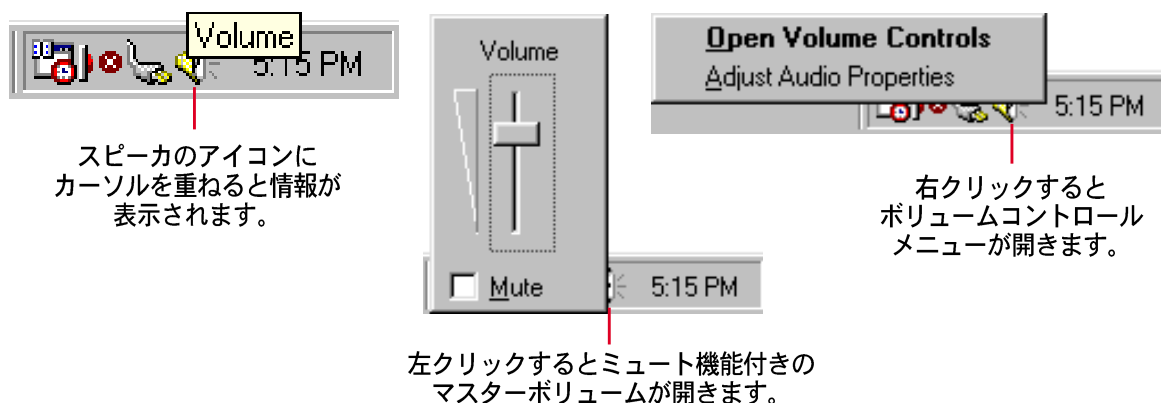 Volume
5:15 PM
スピーカのアイコンに
カーソルを重ねると情報が
表示されます。
Volume
Mute
5:15 PM
左クリックするとミュート機能付きの
マスターボリュームが開きます。
Open Volume Controls
Adjust Audio Properties
5:15 PM
右クリックすると
ボリュームコントロール
メニューが開きます。